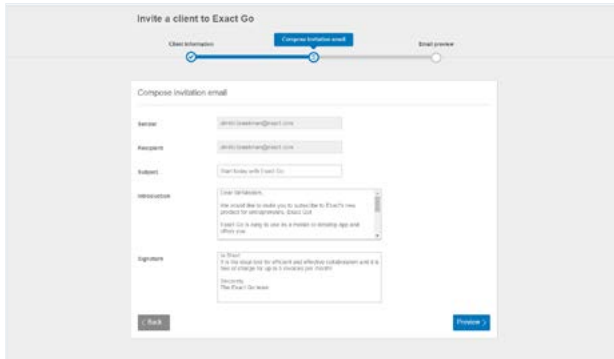 Invite a client to Exact Go
Client information
Compose invitation email
Email preview
Compose invitation email
Sender
Recipient
Subject
Start today with Exact Go
Introduction
We would like to invite you to subscribe to Exact's new
product for entrepreneurs, Exact Go!
Exact Go is easy to use as a mobile or desktop app and
offers you
Signature
It is the ideal tool for efficient and effective collaboration and it is
free of charge for up to 5 invoices per month!
Sincerely,
The Exact Go team
< Back
Preview >